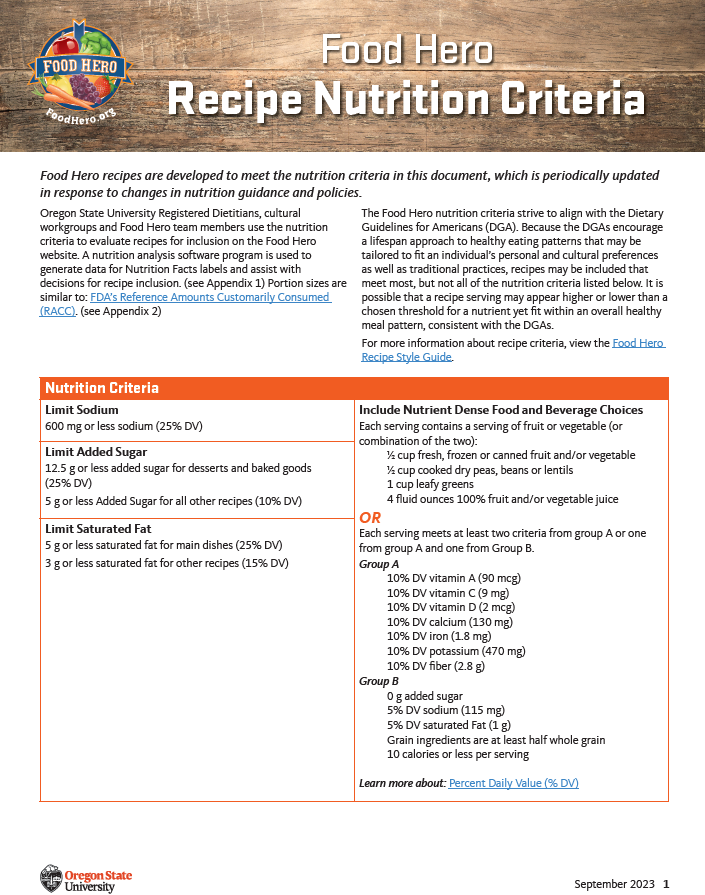 FOOD HERO
FoodHero.org
Food Hero
Recipe Nutrition Criteria
Food Hero recipes are developed to meet the nutrition criteria in this document, which is periodically updated
in response to changes in nutrition guidance and policies.
Oregon State University Registered Dietitians, cultural
workgroups and Food Hero team members use the nutrition
criteria to evaluate recipes for inclusion on the Food Hero
website. A nutrition analysis software program is used to
generate data for Nutrition Facts labels and assist with
decisions for recipe inclusion. (see Appendix 1) Portion sizes are
similar to: FDA's Reference Amounts Customarily Consumed
(RACC). (see Appendix 2)
The Food Hero nutrition criteria strive to align with the Dietary
Guidelines for Americans (DGA). Because the DGAs encourage
a lifespan approach to healthy eating patterns that may be
tailored to fit an individual's personal and cultural preferences
as well as traditional practices, recipes may be included that
meet most, but not all of the nutrition criteria listed below. It is
possible that a recipe serving may appear higher or lower than a
chosen threshold for a nutrient yet fit within an overall healthy
meal pattern, consistent with the DGAs.
For more information about recipe criteria, view the Food Hero
Recipe Style Guide.
Nutrition Criteria
Limit Sodium
600 mg or less sodium (25% DV)
Limit Added Sugar
12.5 g or less added sugar for desserts and baked goods
(25% DV)
5 g or less Added Sugar for all other recipes (10% DV)
Limit Saturated Fat
5 g or less saturated fat for main dishes (25% DV)
3 g or less saturated fat for other recipes (15% DV)
Include Nutrient Dense Food and Beverage Choices
Each serving contains a serving of fruit or vegetable (or
combination of the two):
½ cup fresh, frozen or canned fruit and/or vegetable
½ cup cooked dry peas, beans or lentils
1 cup leafy greens
4 fluid ounces 100% fruit and/or vegetable juice
OR
Each serving meets at least two criteria from group A or one
from group A and one from Group B.
Group A
10% DV vitamin A (90 mcg)
10% DV vitamin C (9 mg)
10% DV vitamin D (2 mcg)
10% DV calcium (130 mg)
10% DV iron (1.8 mg)
10% DV potassium (470 mg)
10% DV fiber (2.8 g)
Group B
0 g added sugar
5% DV sodium (115 mg)
5% DV saturated Fat (1 g)
Grain ingredients are at least half whole grain
10 calories or less per serving
Learn more about: Percent Daily Value (% DV)
Oregon State
University
September 2023 1